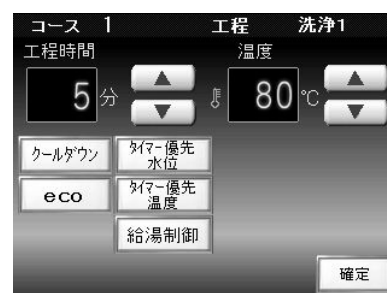 コース 1 工程 洗浄1
工程時間 温度
5 分 80 ℃
クールダウン タイマー優先
水位
eco タイマー優先
温度
給湯制御
確定